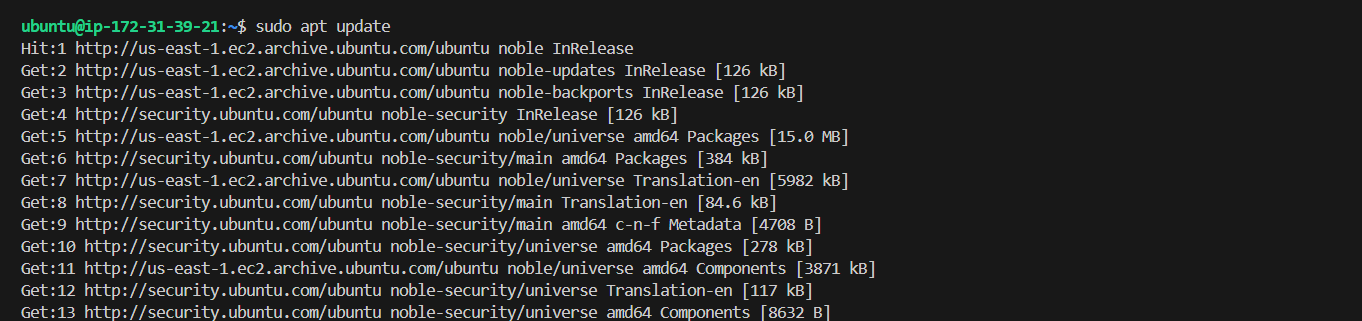 ubuntu@ip-172-31-39-21:~$ sudo apt update
Hit:1 http://us-east-1.ec2.archive.ubuntu.com/ubuntu noble InRelease
Get:2 http://us-east-1.ec2.archive.ubuntu.com/ubuntu noble-updates InRelease [126 kB]
Get:3 http://us-east-1.ec2.archive.ubuntu.com/ubuntu noble-backports InRelease [126 kB]
Get:4 http://security.ubuntu.com/ubuntu noble-security InRelease [126 kB]
Get:5 http://us-east-1.ec2.archive.ubuntu.com/ubuntu noble/universe amd64 Packages [15.0 MB]
Get:6 http://security.ubuntu.com/ubuntu noble-security/main amd64 Packages [384 kB]
Get:7 http://us-east-1.ec2.archive.ubuntu.com/ubuntu noble/universe Translation-en [5982 kB]
Get:8 http://security.ubuntu.com/ubuntu noble-security/main Translation-en [84.6 kB]
Get:9 http://security.ubuntu.com/ubuntu noble-security/main amd64 c-n-f Metadata [4708 B]
Get:10 http://security.ubuntu.com/ubuntu noble-security/universe amd64 Packages [278 kB]
Get:11 http://us-east-1.ec2.archive.ubuntu.com/ubuntu noble/universe amd64 Components [3871 kB]
Get:12 http://security.ubuntu.com/ubuntu noble-security/universe Translation-en [117 kB]
Get:13 http://security.ubuntu.com/ubuntu noble-security/universe amd64 Components [8632 B]